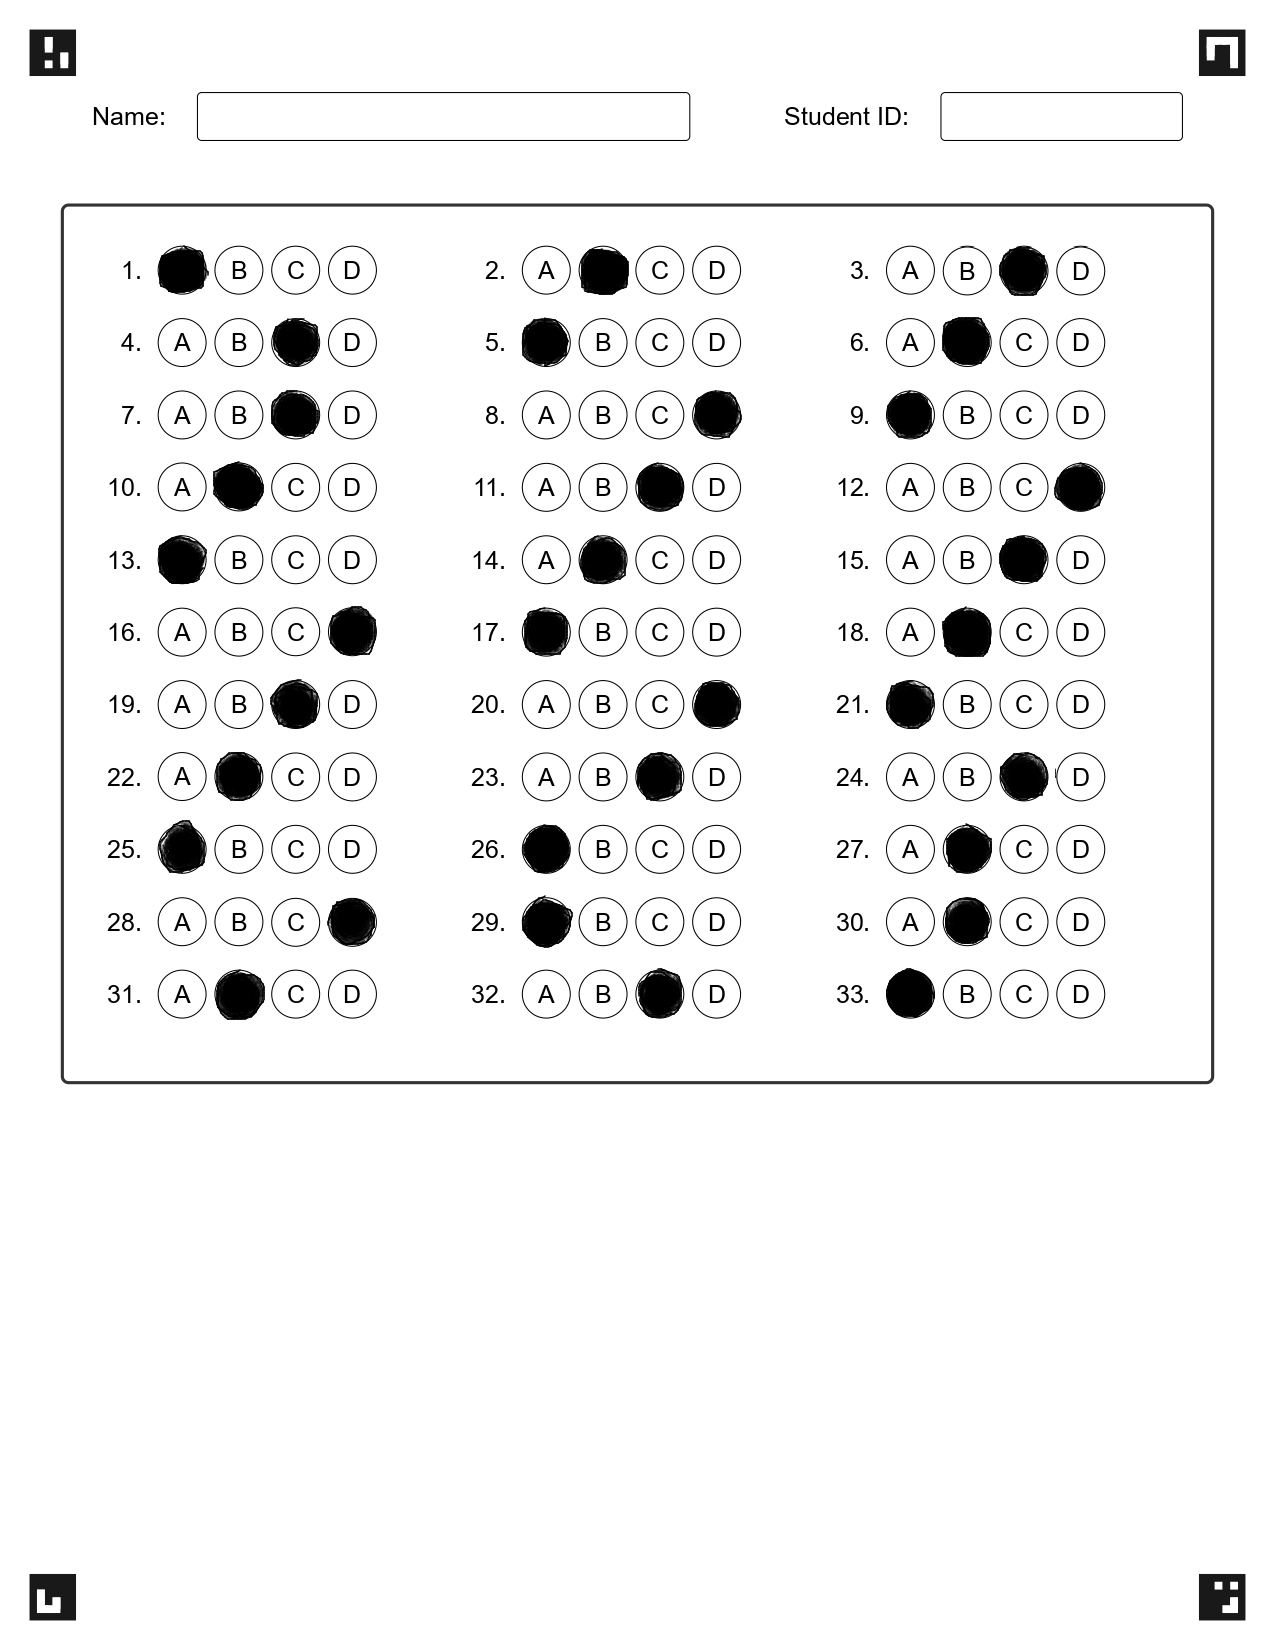 Name: Student ID:
1. B C D 2. A C D 3. A B D
4. A B D 5. B C D 6. A C D
7. A B D 8. A B C 9. B C D
10. A C D 11. A B D 12. A B C
13. B C D 14. A C D 15. A B D
16. A B C 17. B C D 18. A C D
19. A B D 20. A B C 21. B C D
22. A C D 23. A B D 24. A B D
25. B C D 26. B C D 27. A C D
28. A B C 29. B C D 30. A C D
31. A C D 32. A B D 33. B C D